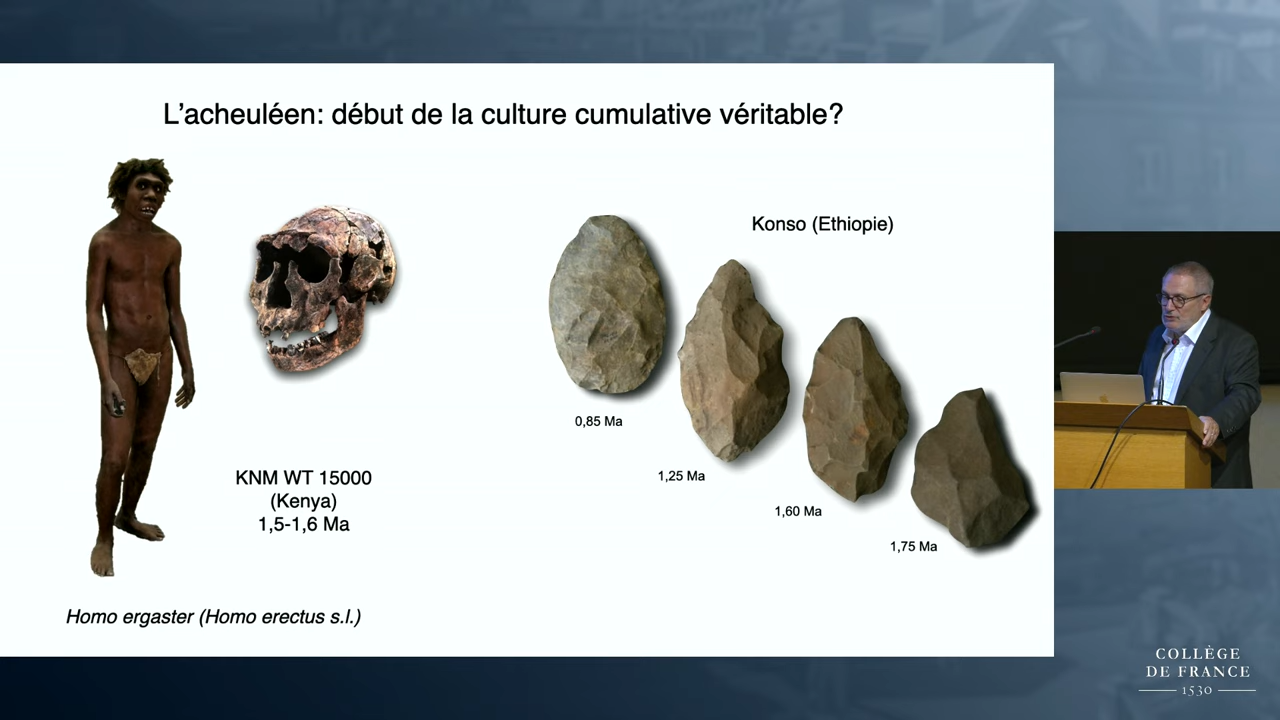 L'acheuléen: début de la culture cumulative véritable?
Konso (Ethiopie)
0,85 Ma
1,25 Ma
1,60 Ma
1,75 Ma
KNM WT 15000
(Kenya)
1,5-1,6 Ma
Homo ergaster (Homo erectus s.l.)
COLLÈGE
DE FRANCE
1530